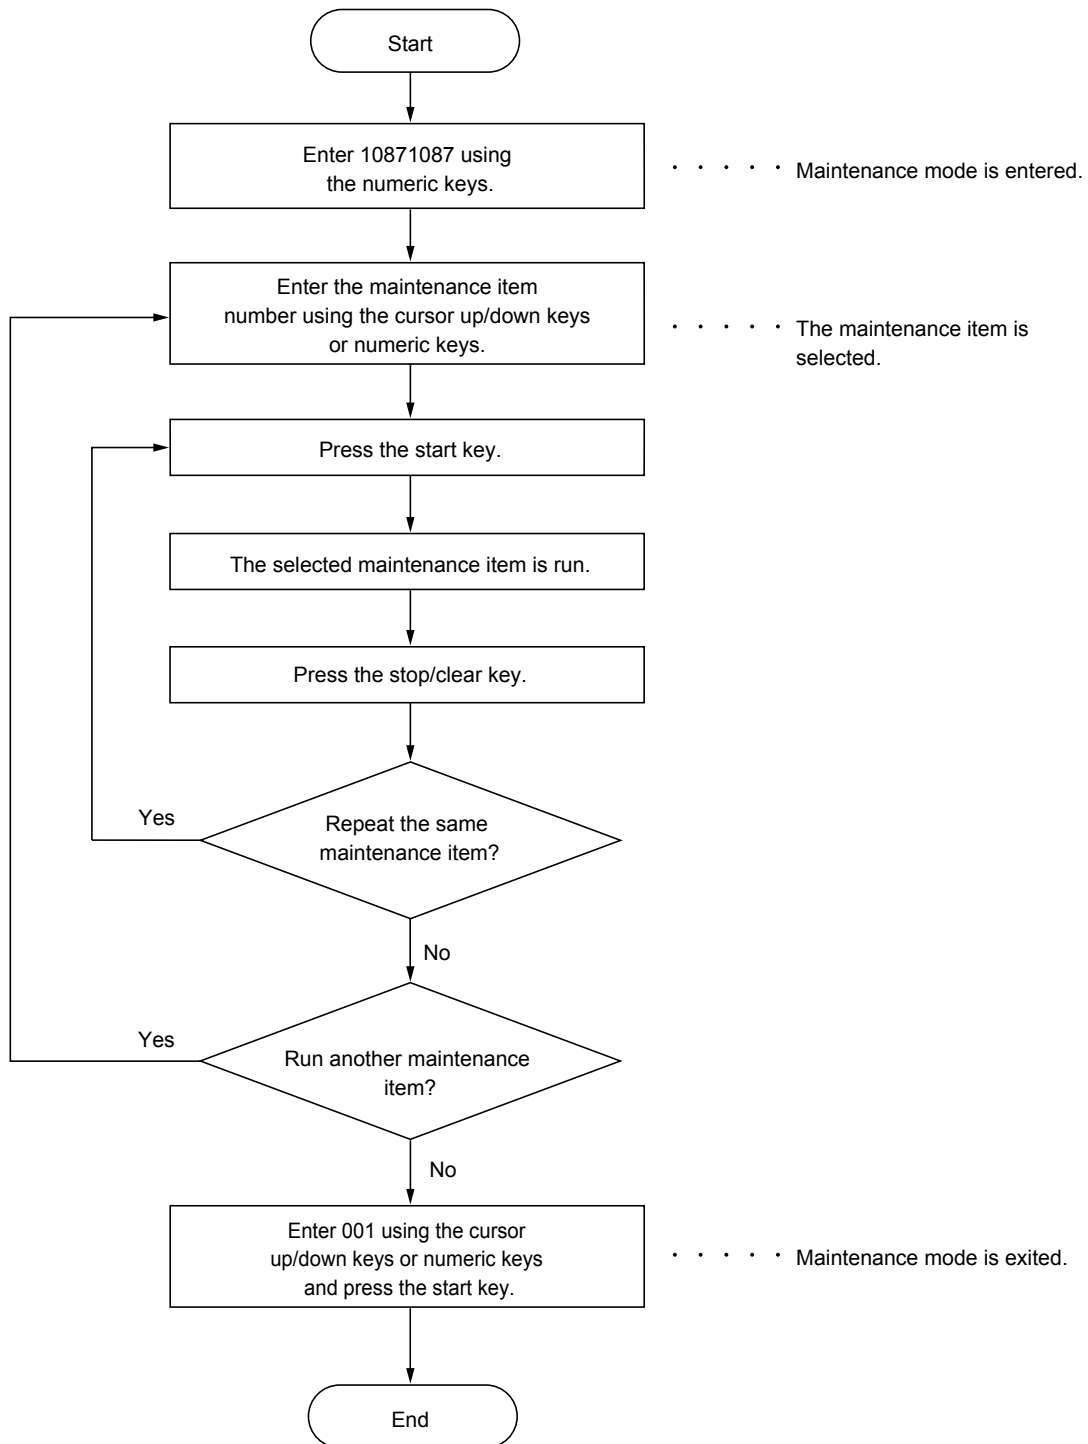 Start
Enter 10871087 using
the numeric keys.
Maintenance mode is entered.
Enter the maintenance item
number using the cursor up/down keys
or numeric keys.
The maintenance item is
selected.
Press the start key.
The selected maintenance item is run.
Press the stop/clear key.
Yes
Repeat the same
maintenance item?
No
Yes
Run another maintenance
item?
No
Enter 001 using the cursor
up/down keys or numeric keys
and press the start key.
Maintenance mode is exited.
End